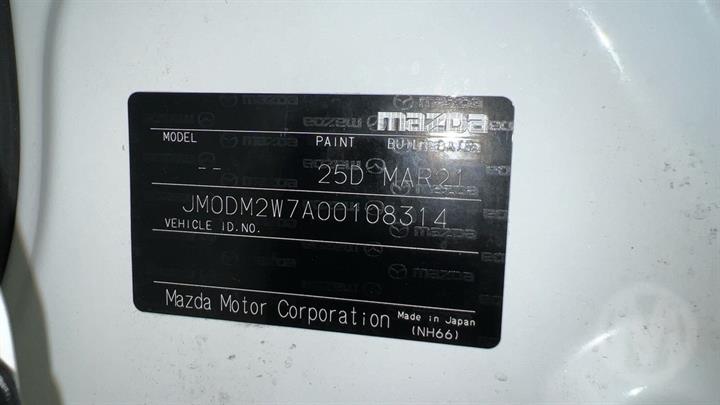 mazda
MODEL PAINT BUILT DATE
-- 25D MAR21
JM0DM2W7A00108314
VEHICLE ID.NO.
Mazda Motor Corporation Made in Japan
(NH66)